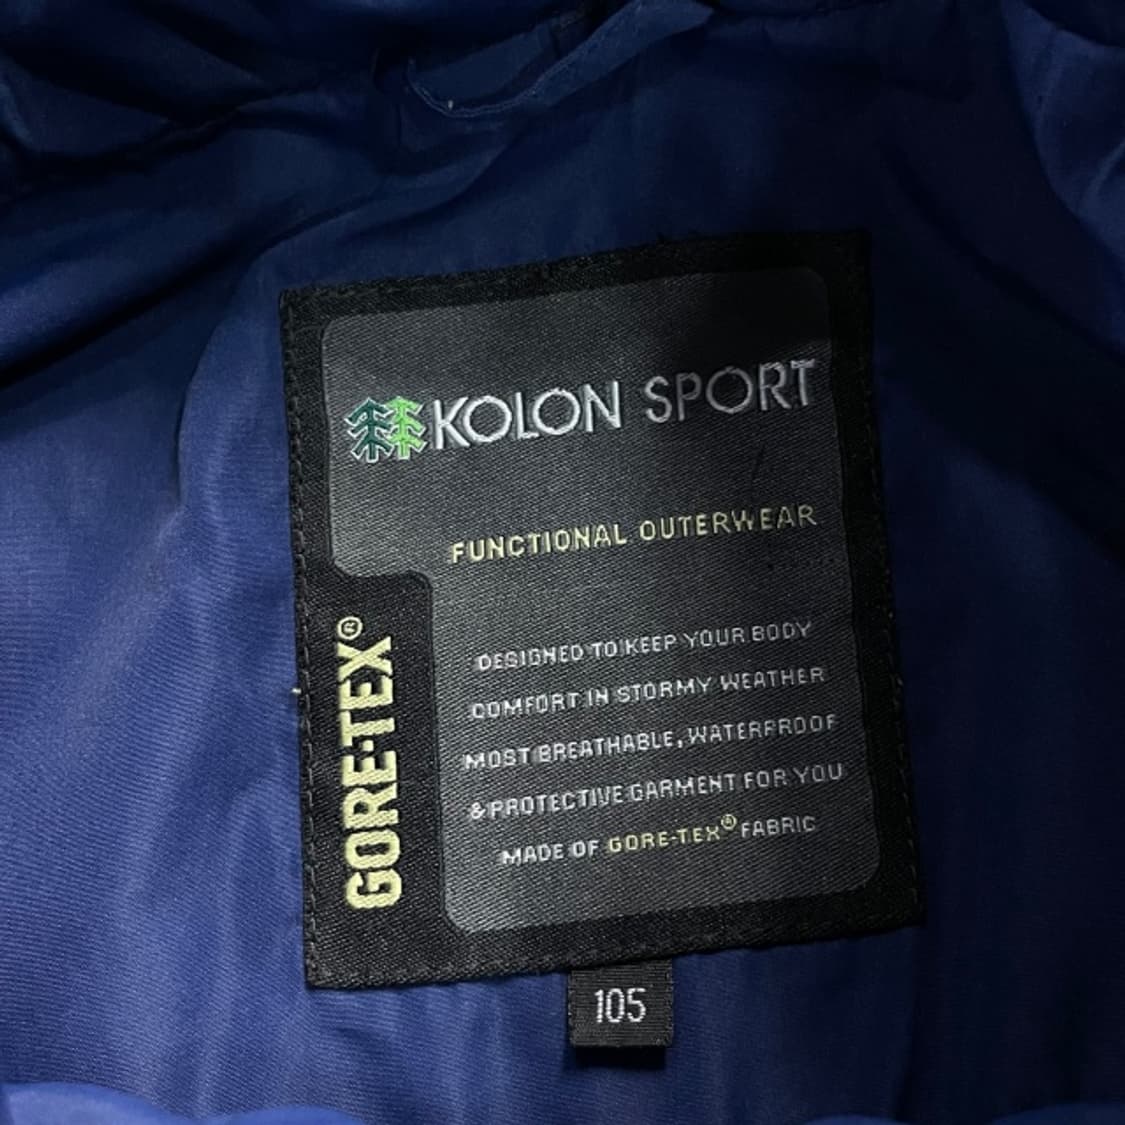 KOLON SPORT
FUNCTIONAL OUTERWEAR
GORE-TEX®
DESIGNED TO KEEP YOUR BODY
COMFORT IN STORMY WEATHER
MOST BREATHABLE, WATERPROOF
& PROTECTIVE GARMENT FOR YOU
MADE OF GORE-TEX® FABRIC
105